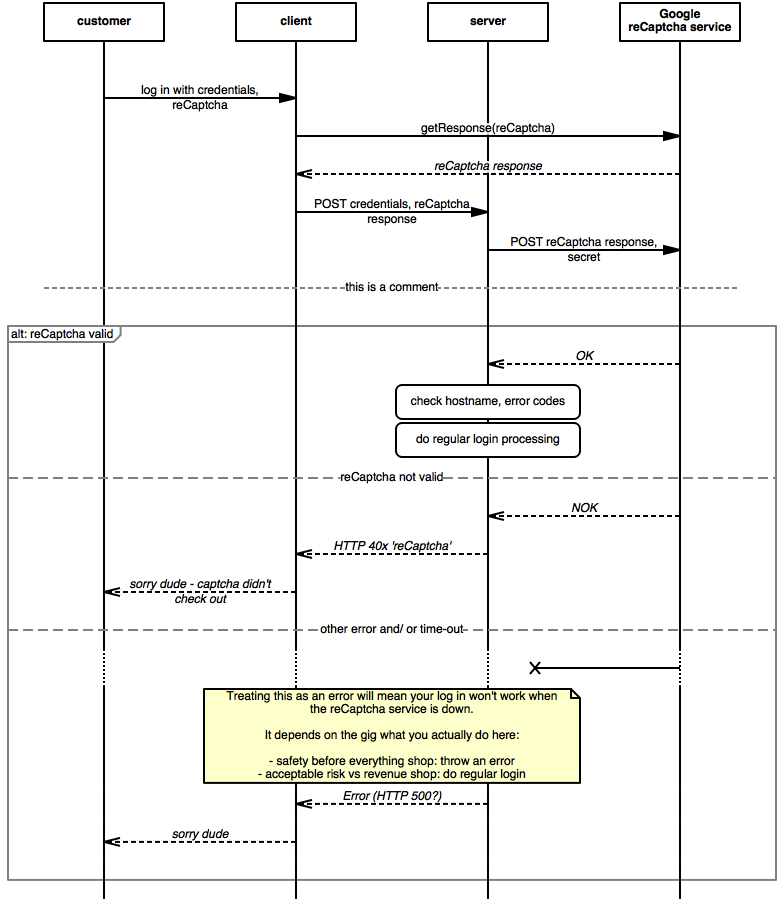 customer
client
server
Google
reCaptcha service
log in with credentials,
reCaptcha
getResponse(reCaptcha)
reCaptcha response
POST credentials, reCaptcha
response
POST reCaptcha response,
secret
this is a comment
alt: reCaptcha valid
OK
check hostname, error codes
do regular login processing
reCaptcha not valid
NOK
HTTP 40x 'reCaptcha'
sorry dude - captcha didn't
check out
other error and/ or time-out
Treating this as an error will mean your log in won't work when
the reCaptcha service is down.
It depends on the gig what you actually do here:
- safety before everything shop: throw an error
- acceptable risk vs revenue shop: do regular login
Error (HTTP 500?)
sorry dude